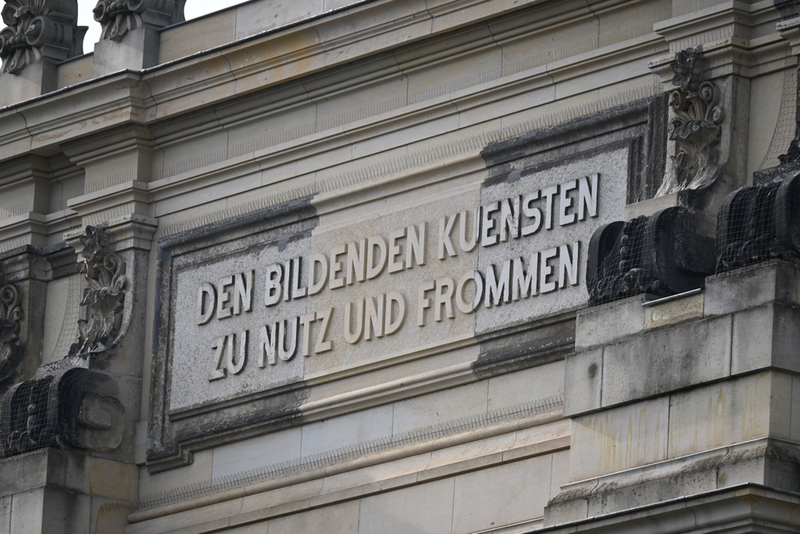 DEN BILDENDEN KUENSTEN
ZU NUTZ UND FROMMEN